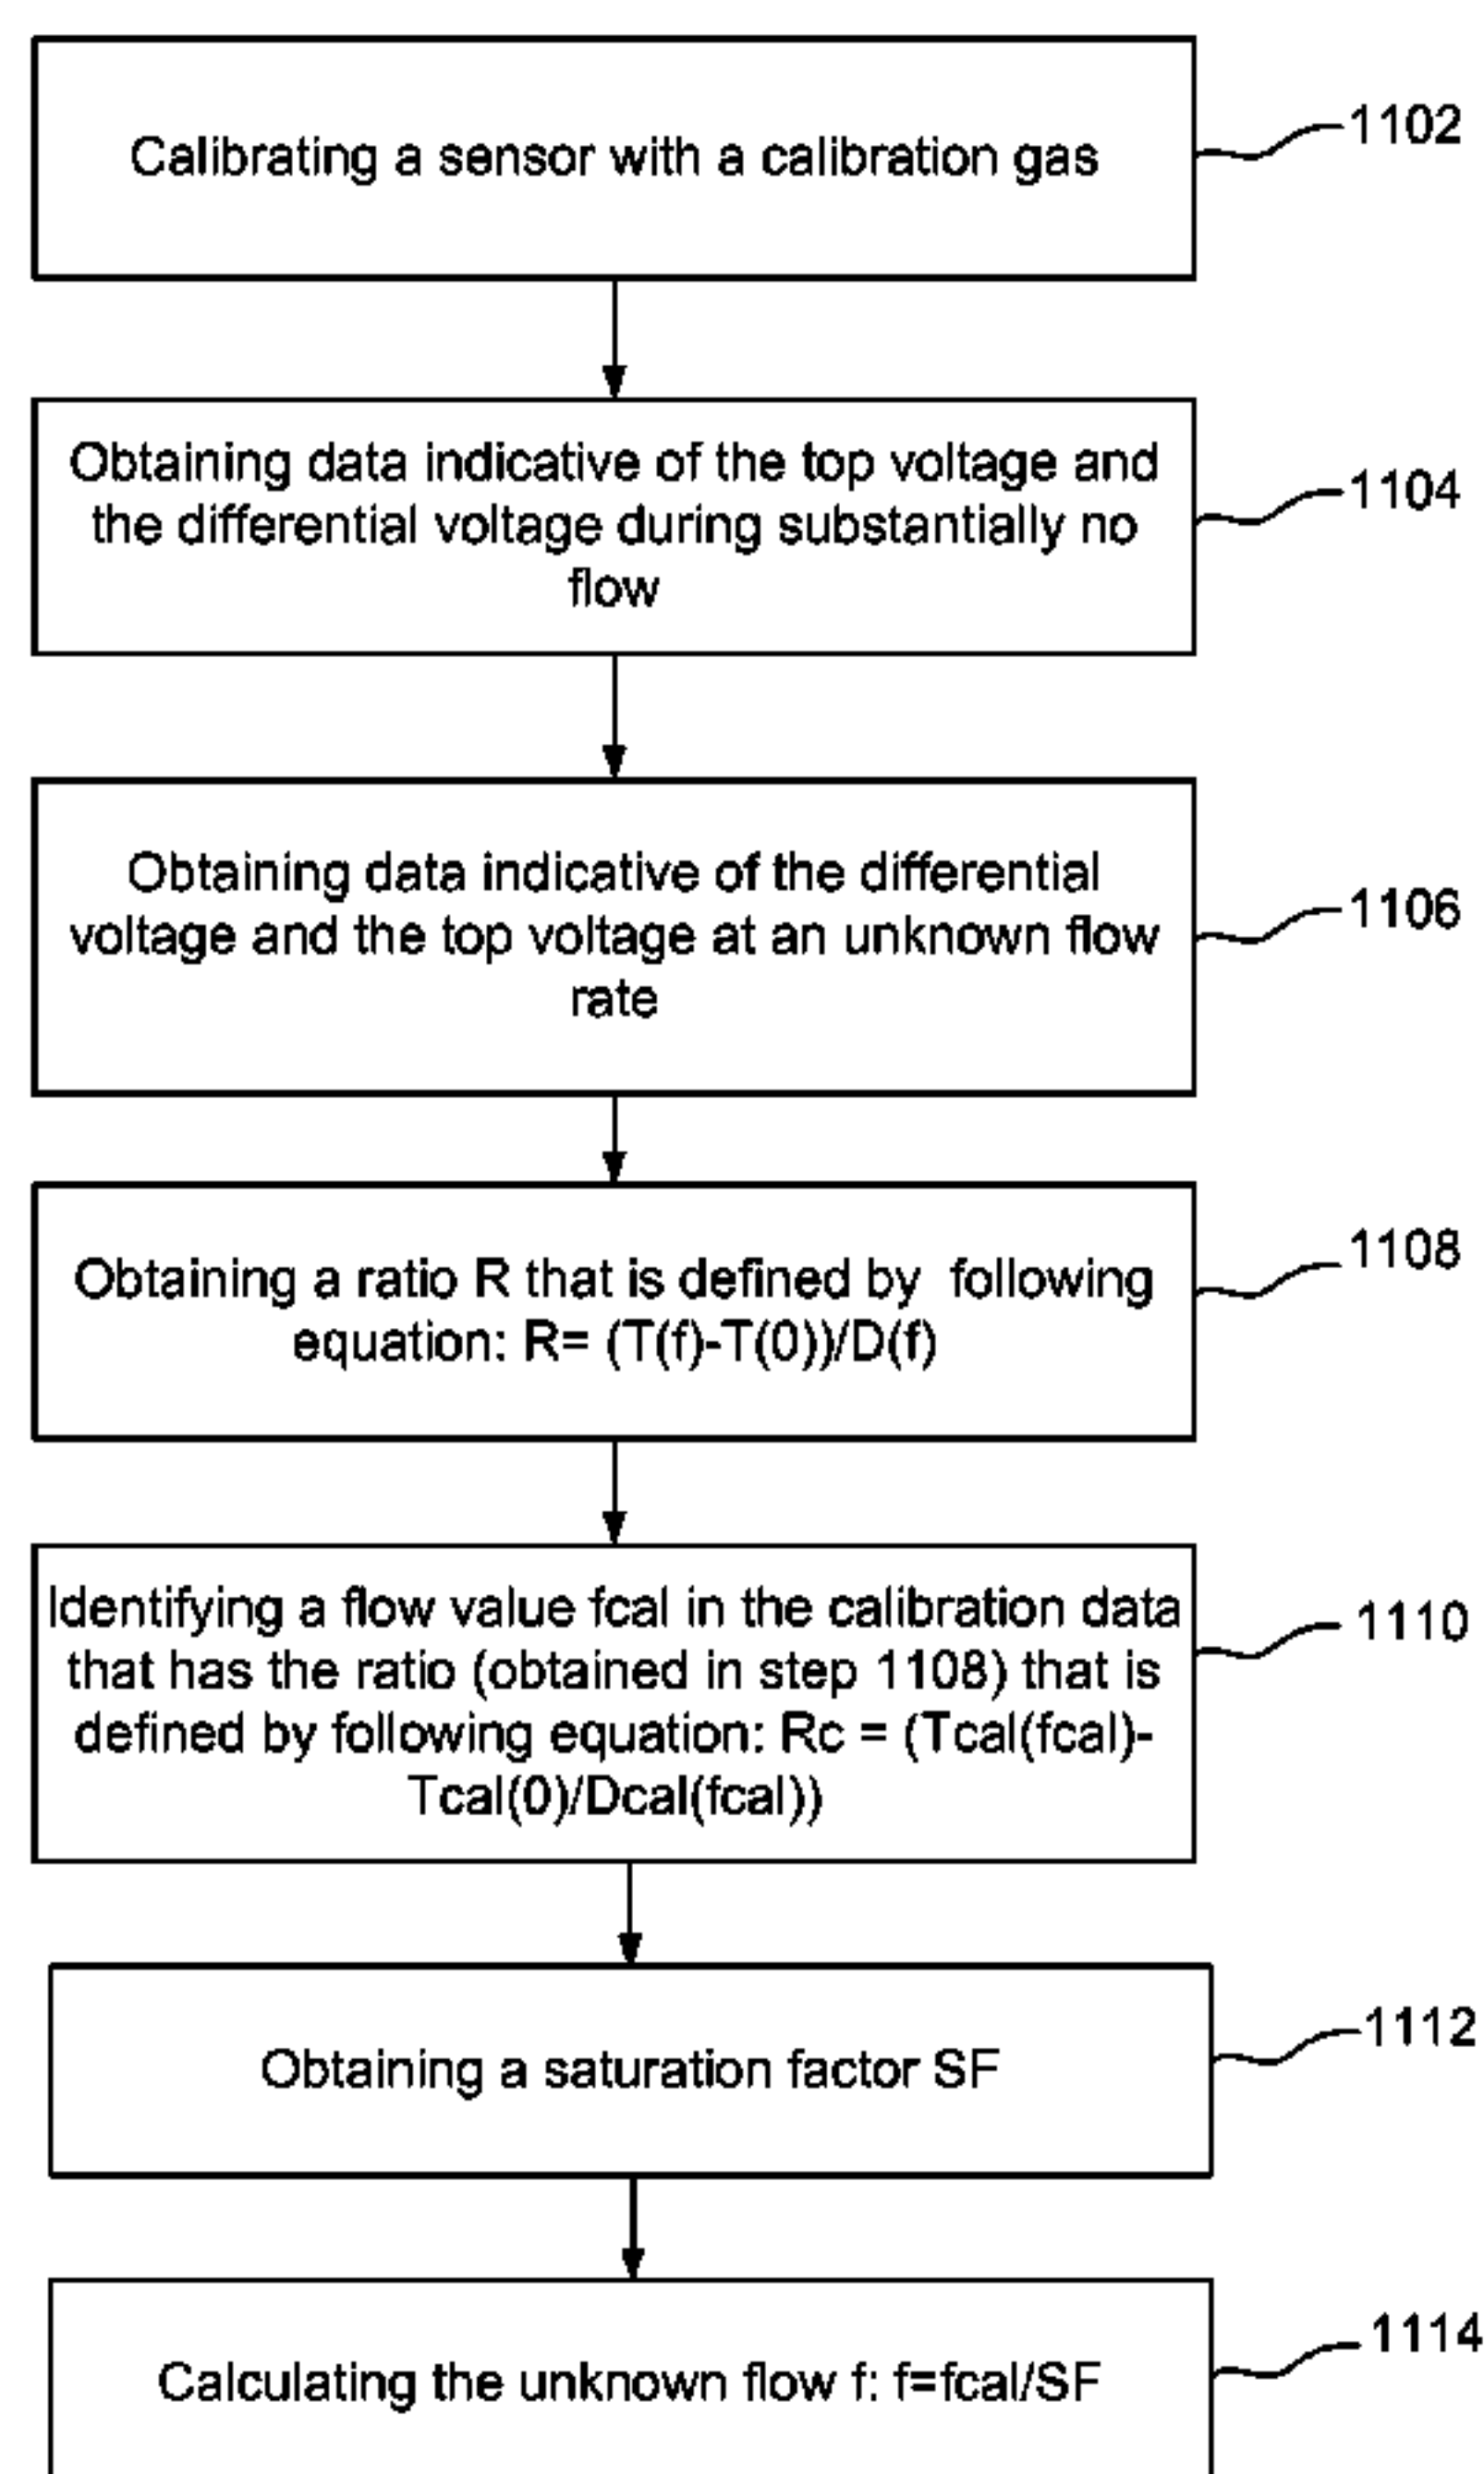 Calibrating a sensor with a calibration gas
1102
Obtaining data indicative of the top voltage and
the differential voltage during substantially no
flow
1104
Obtaining data indicative of the differential
voltage and the top voltage at an unknown flow
rate
1106
Obtaining a ratio R that is defined by following
equation: R= (T(f)-T(0))/D(f)
1108
Identifying a flow value fcal in the calibration data
that has the ratio (obtained in step 1108) that is
defined by following equation: Rc = (Tcal(fcal)-
Tcal(0)/Dcal(fcal))
1110
Obtaining a saturation factor SF
1112
Calculating the unknown flow f: f=fcal/SF
1114